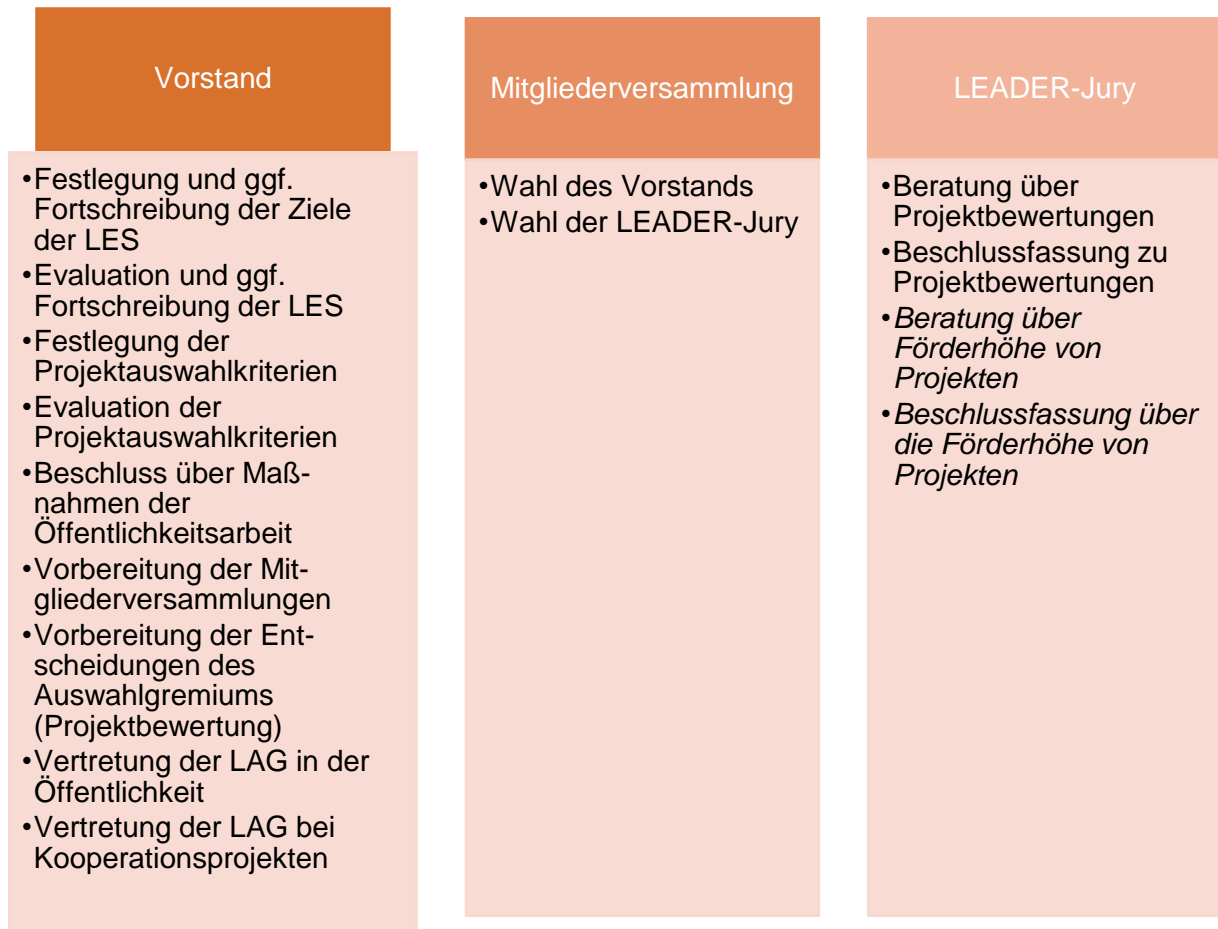 Vorstand
•Festlegung und ggf.
Fortschreibung der Ziele
der LES
•Evaluation und ggf.
Fortschreibung der LES
•Festlegung der
Projektauswahlkriterien
•Evaluation der
Projektauswahlkriterien
•Beschluss über Maß-
nahmen der
Öffentlichkeitsarbeit
•Vorbereitung der Mit-
gliederversammlungen
•Vorbereitung der Ent-
scheidungen des
Auswahlgremiums
(Projektbewertung)
•Vertretung der LAG in der
Öffentlichkeit
•Vertretung der LAG bei
Kooperationsprojekten
Mitgliederversammlung
•Wahl des Vorstands
•Wahl der LEADER-Jury
LEADER-Jury
•Beratung über
Projektbewertungen
•Beschlussfassung zu
Projektbewertungen
•Beratung über
Förderhöhe von
Projekten
•Beschlussfassung über
die Förderhöhe von
Projekten